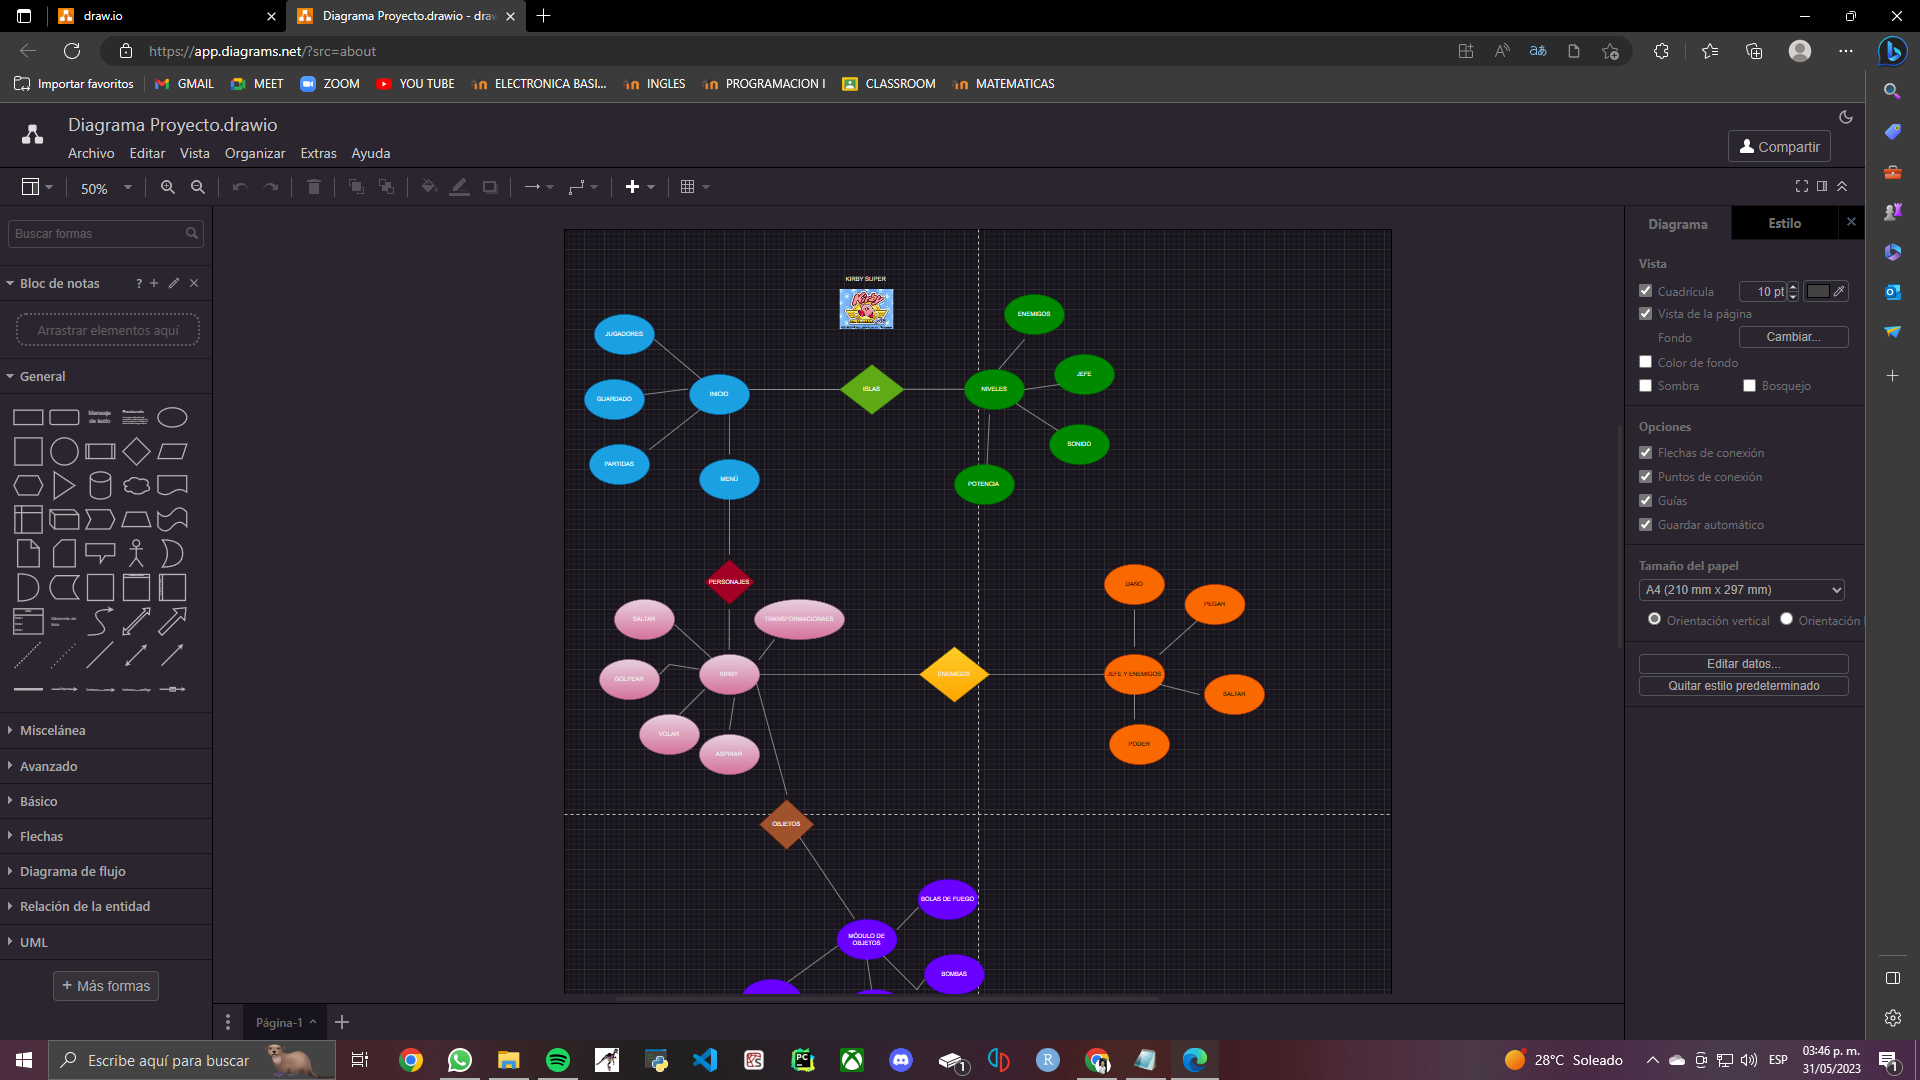 draw.io
Diagrama Proyecto.drawio - draw
https://app.diagrams.net/?src=about
Importar favoritos
GMAIL
MEET
ZOOM
YOU TUBE
ELECTRONICA BASI...
INGLES
PROGRAMACION I
CLASSROOM
MATEMATICAS
Diagrama Proyecto.drawio
Archivo Editar Vista Organizar Extras Ayuda
Compartir
50%
Buscar formas
Bloc de notas
Arrastrar elementos aquí
General
Misceláneа
Avanzado
Básico
Flechas
Diagrama de flujo
Relación de la entidad
UML
+ Más formas
KIRBY SUPER
Kirby
JUGADORES
GUARDADO
PARTIDAS
INICIO
MENÚ
ISLAS
NIVELES
ENEMIGOS
JEFE
SONIDO
POTENCIA
PERSONAJES
SALTAR
TRANSFORMACIONAES
GOLPEAR
KIRBY
VOLAR
ASPIRAR
ENEMIGOS
DAÑO
PEGAR
JEFE Y ENEMIGOS
SALTAR
PODER
OBJETOS
MÓDULO DE
OBJETOS
BOLAS DE FUEGO
BOMBAS
Diagrama
Estilo
Vista
Cuadrícula
10 pt
Vista de la página
Fondo
Cambiar...
Color de fondo
Sombra
Bosquejo
Opciones
Flechas de conexión
Puntos de conexión
Guías
Guardar automático
Tamaño del papel
A4 (210 mm x 297 mm)
Orientación vertical
Orientación
Editar datos...
Quitar estilo predeterminado
Página-1
Escribe aquí para buscar
28°C Soleado
ESP
03:46 p. m.
31/05/2023